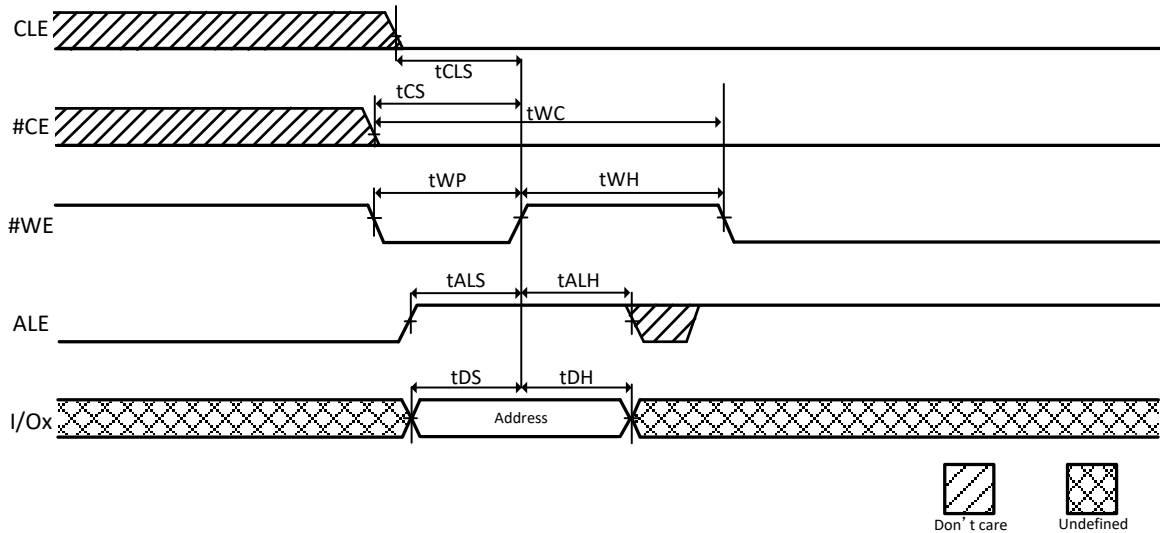 CLE
tCLS
tCS
#CE
tWC
tWP
tWH
#WE
tALS
tALH
ALE
tDS
tDH
I/Ox
Address
Don't care
Undefined